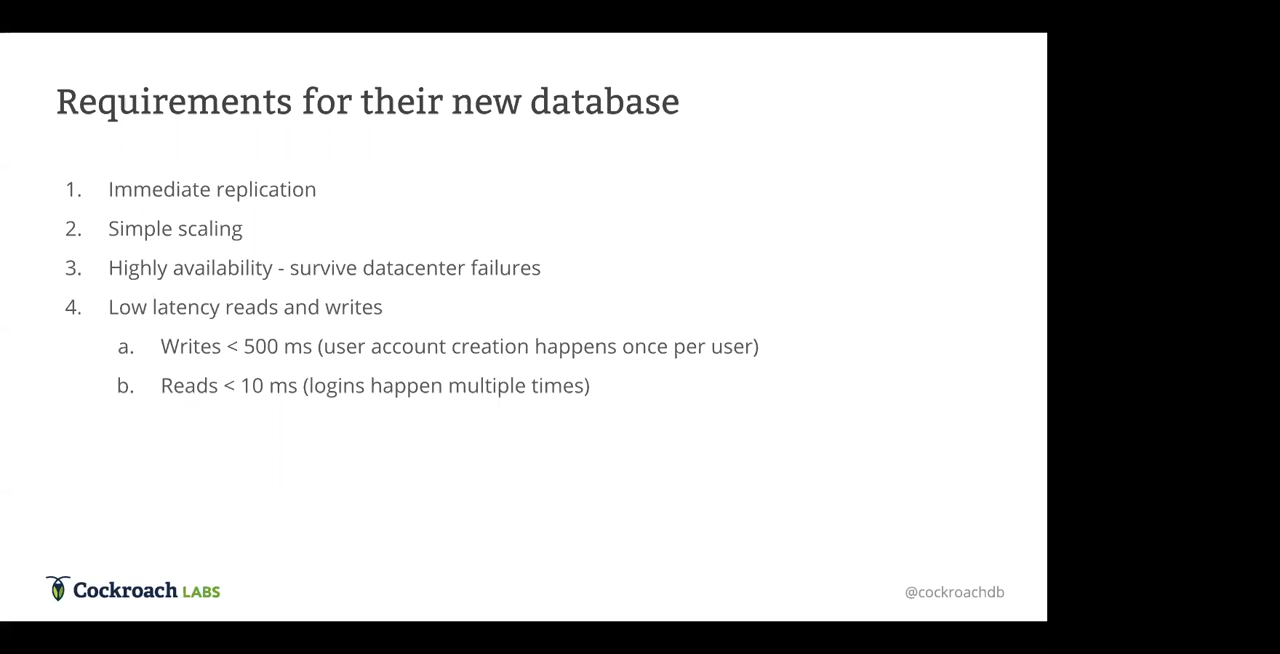 Requirements for their new database
1. Immediate replication
2. Simple scaling
3. Highly availability - survive datacenter failures
4. Low latency reads and writes
a. Writes < 500 ms (user account creation happens once per user)
b. Reads < 10 ms (logins happen multiple times)
Cockroach LABS
@cockroachdb